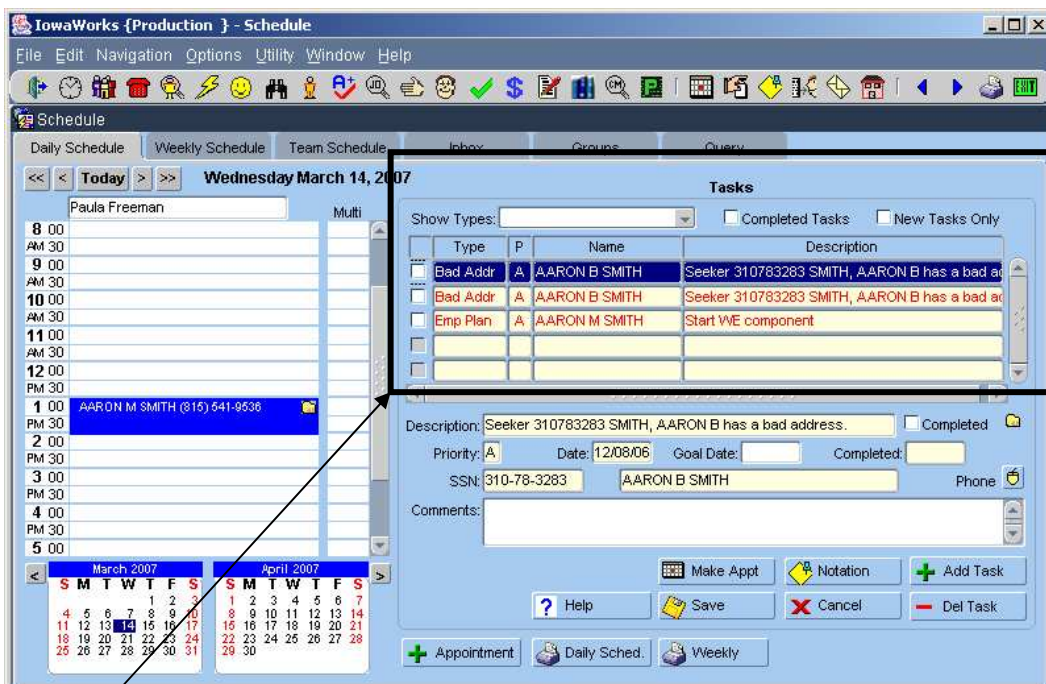 IowaWorks {Production } - Schedule
File Edit Navigation Options Utility Window Help
Schedule
Daily Schedule Weekly Schedule Team Schedule Inbox Groups Query
<< < Today > >> Wednesday March 14, 2007
Tasks
Paula Freeman Multi
Show Types: Completed Tasks New Tasks Only
Type P Name Description
Bad Addr A AARON B SMITH Seeker 310783283 SMITH, AARON B has a bad ad
Bad Addr A AARON B SMITH Seeker 310783283 SMITH, AARON B has a bad ad
Emp Plan A AARON M SMITH Start WE component
8 00
AM 30
9 00
AM 30
10 00
AM 30
11 00
AM 30
12 00
PM 30
1 00 AARON M SMITH (815) 541-9536
PM 30
2 00
PM 30
3 00
PM 30
4 00
PM 30
5 00
Description: Seeker 310783283 SMITH, AARON B has a bad address. Completed
Priority: A Date: 12/08/06 Goal Date: Completed:
SSN: 310-78-3283 AARON B SMITH Phone
Comments:
Make Appt Notation Add Task
? Help Save Cancel Del Task
Appointment Daily Sched. Weekly
< March 2007
S M T W T F S
1 2 3
4 5 6 7 8 9 10
11 12 13 14 15 16 17
18 19 20 21 22 23 24
25 26 27 28 29 30 31
April 2007 >
S M T W T F S
1 2 3 4 5 6 7
8 9 10 11 12 13 14
15 16 17 18 19 20 21
22 23 24 25 26 27 28
29 30